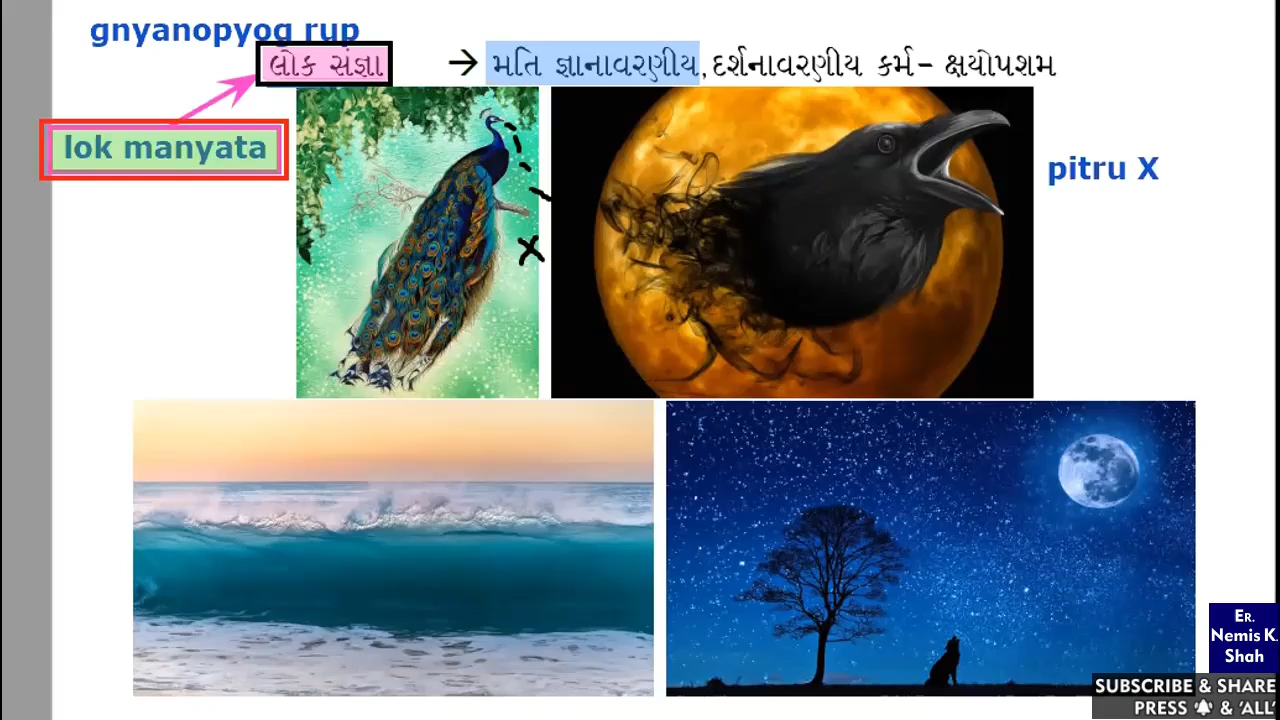 gnyanopyog rup
લોક સંજ્ઞા → મતિ જ્ઞાનાવરણીય, દર્શનાવરણીય કર્મ - ક્ષયોપશમ
lok manyata
pitru X
X
ER.
Nemis K.
Shah
SUBSCRIBE & SHARE
PRESS & 'ALL'